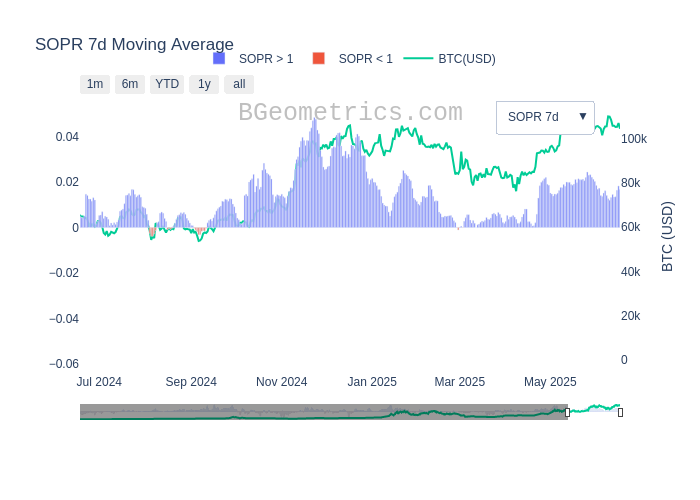 SOPR 7d Moving Average
SOPR > 1 SOPR < 1 BTC(USD)
1m 6m YTD 1y all
BGeometrics.com
SOPR 7d ▼
0.04
0.02
0
−0.02
−0.04
−0.06
100k
80k
60k
40k
20k
0
BTC (USD)
Jul 2024 Sep 2024 Nov 2024 Jan 2025 Mar 2025 May 2025